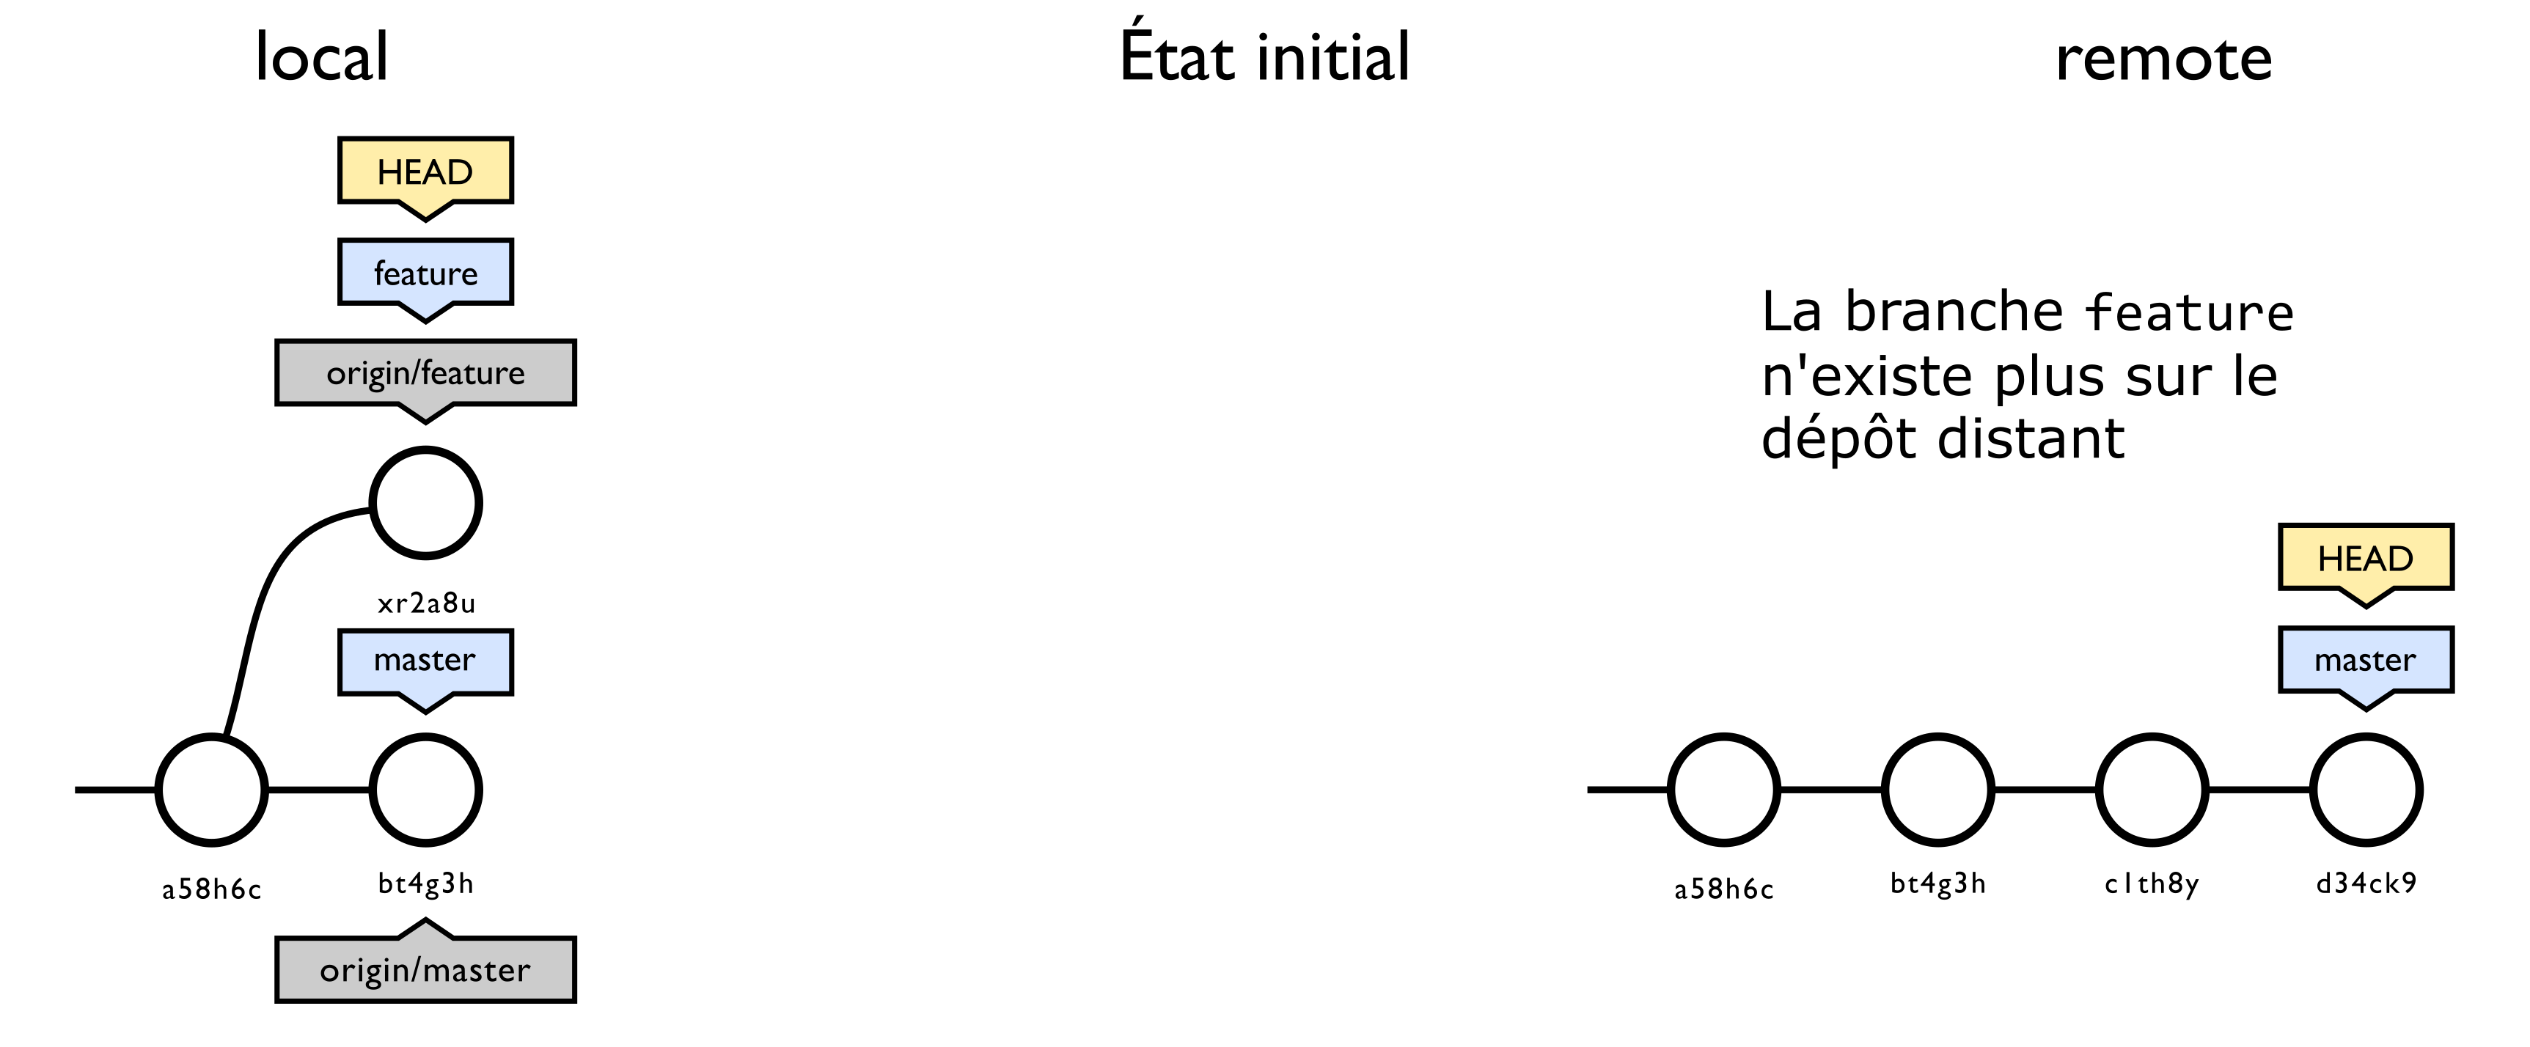 local
État initial
remote
HEAD
feature
origin/feature
xr2a8u
master
a58h6c
bt4g3h
origin/master
La branche feature
n'existe plus sur le
dépôt distant
HEAD
master
a58h6c
bt4g3h
c1th8y
d34ck9